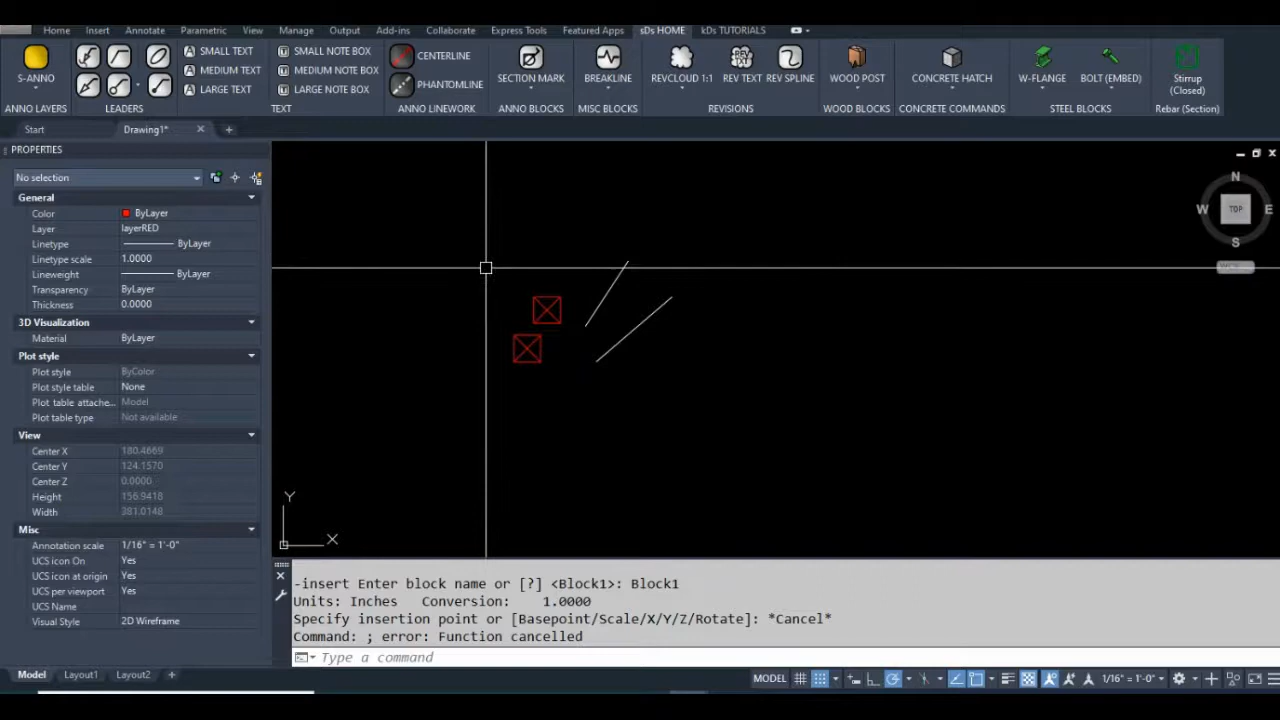 Home Insert Annotate Parametric View Manage Output Add-ins Collaborate Express Tools Featured Apps sDs HOME kDs TUTORIALS
S-ANNO
ANNO LAYERS
LEADERS
SMALL TEXT
MEDIUM TEXT
LARGE TEXT
SMALL NOTE BOX
MEDIUM NOTE BOX
LARGE NOTE BOX
TEXT
CENTERLINE
PHANTOMLINE
ANNO LINEWORK
SECTION MARK
ANNO BLOCKS
BREAKLINE
MISC BLOCKS
REVCLOUD 1:1
REV TEXT
REV SPLINE
REVISIONS
WOOD POST
WOOD BLOCKS
CONCRETE HATCH
CONCRETE COMMANDS
W-FLANGE
BOLT (EMBED)
STEEL BLOCKS
Stirrup
(Closed)
Rebar (Section)
Start Drawing1*
PROPERTIES
No selection
General
Color ByLayer
Layer layerRED
Linetype ByLayer
Linetype scale 1.0000
Lineweight ByLayer
Transparency ByLayer
Thickness 0.0000
3D Visualization
Material ByLayer
Plot style
Plot style ByColor
Plot style table None
Plot table attache... Model
Plot table type Not available
View
Center X 180.4669
Center Y 124.1570
Center Z 0.0000
Height 156.9418
Width 381.0148
Misc
Annotation scale 1/16" = 1'-0"
UCS icon On Yes
UCS icon at origin Yes
UCS per viewport Yes
UCS Name
Visual Style 2D Wireframe
N
W TOP E
S
Y
X
-insert Enter block name or [?] <Block1>: Block1
Units: Inches Conversion: 1.0000
Specify insertion point or [Basepoint/Scale/X/Y/Z/Rotate]: *Cancel*
Command: ; error: Function cancelled
Type a command
Model Layout1 Layout2
MODEL 1/16" = 1'-0"